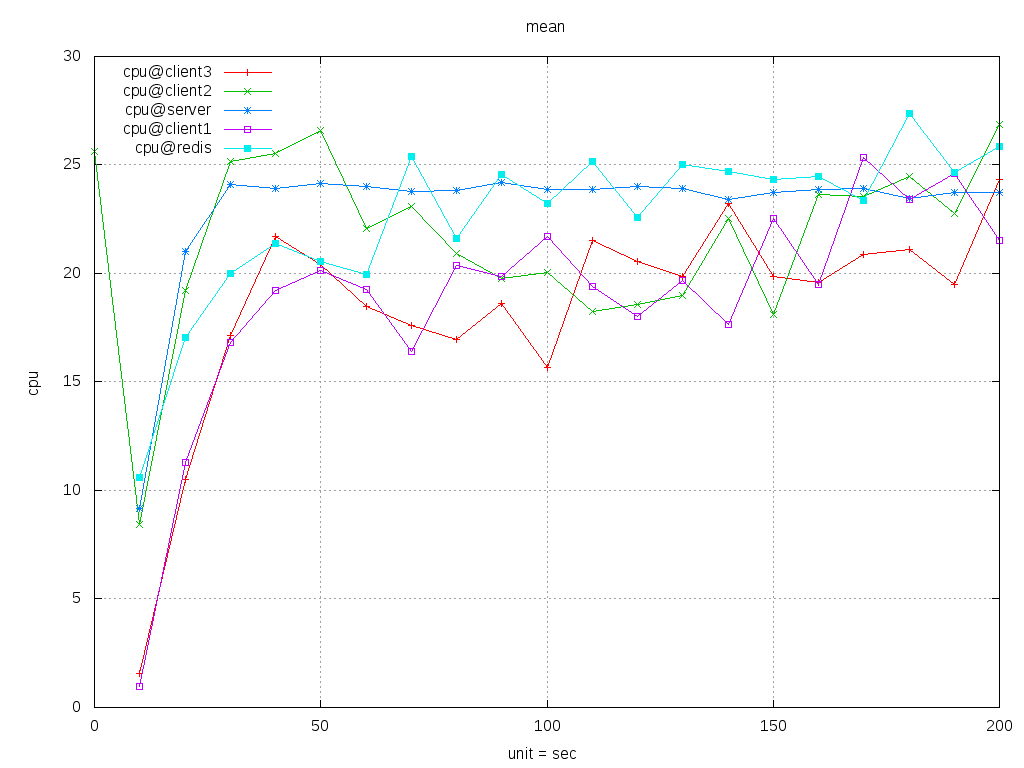 mean
30
25
20
15
10
5
0
cpu
cpu@client3
cpu@client2
cpu@server
cpu@client1
cpu@redis
0 50 100 150 200
unit = sec